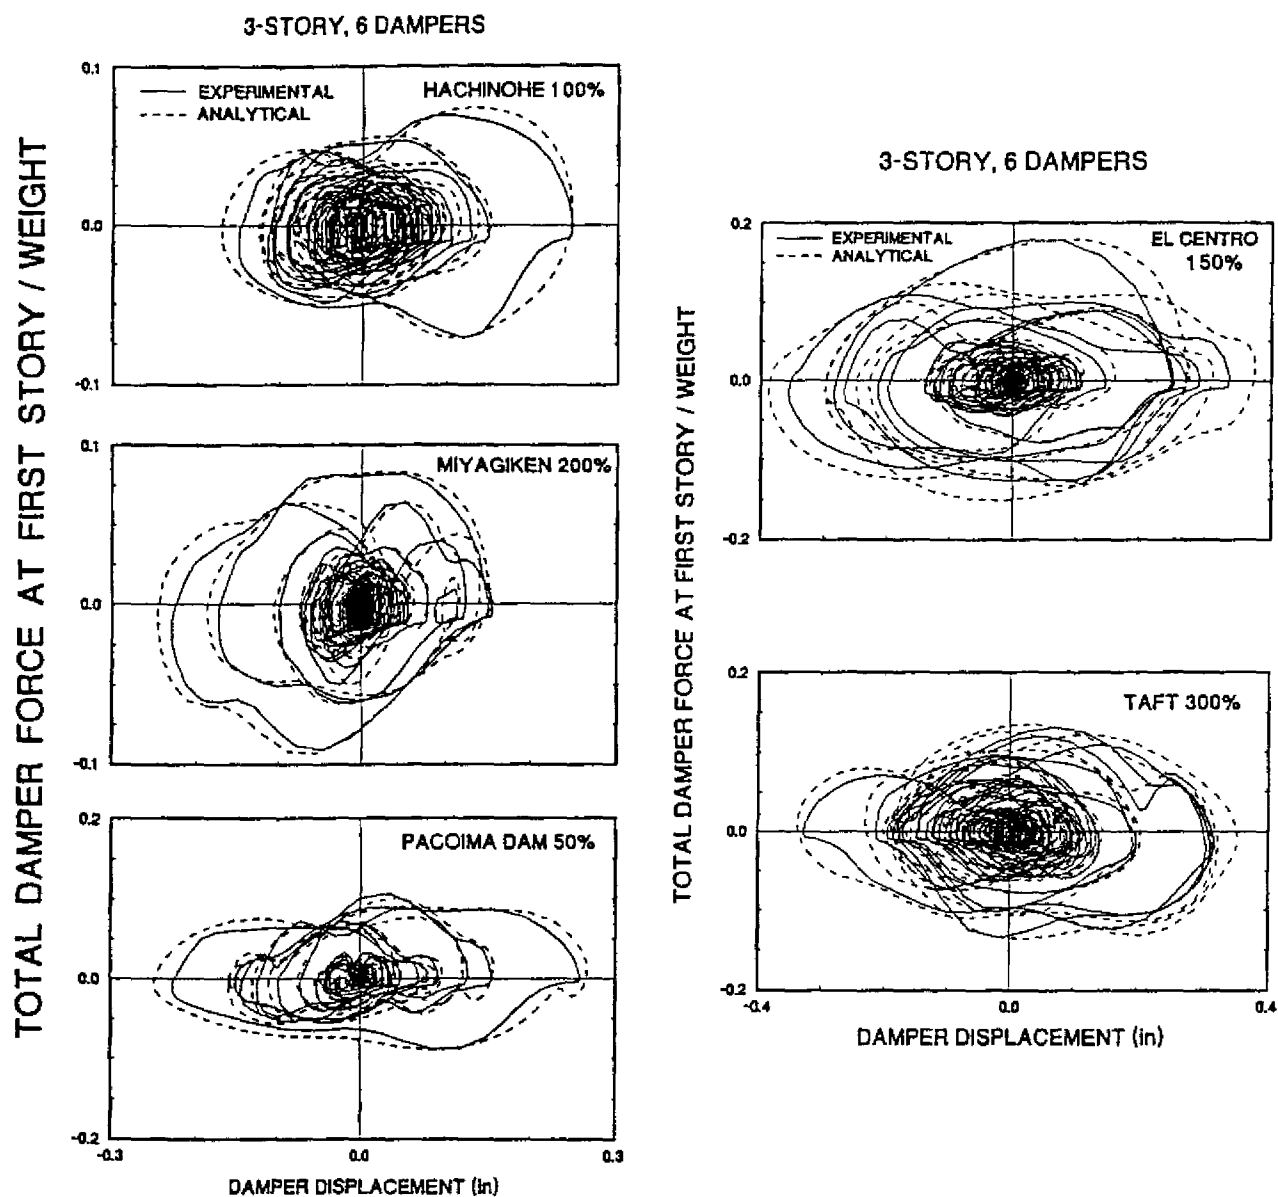 3-STORY, 6 DAMPERS
TOTAL DAMPER FORCE AT FIRST STORY / WEIGHT
0.1
EXPERIMENTAL
ANALYTICAL
HACHINOHE 100%
0.0
-0.1
0.1
MIYAGIKEN 200%
0.0
-0.1
0.2
PACOIMA DAM 50%
0.0
-0.2
-0.3
0.0
0.3
DAMPER DISPLACEMENT (in)
3-STORY, 6 DAMPERS
TOTAL DAMPER FORCE AT FIRST STORY / WEIGHT
0.2
EXPERIMENTAL
ANALYTICAL
EL CENTRO
150%
0.0
-0.2
0.2
TAFT 300%
0.0
-0.2
-0.4
0.0
0.4
DAMPER DISPLACEMENT (in)